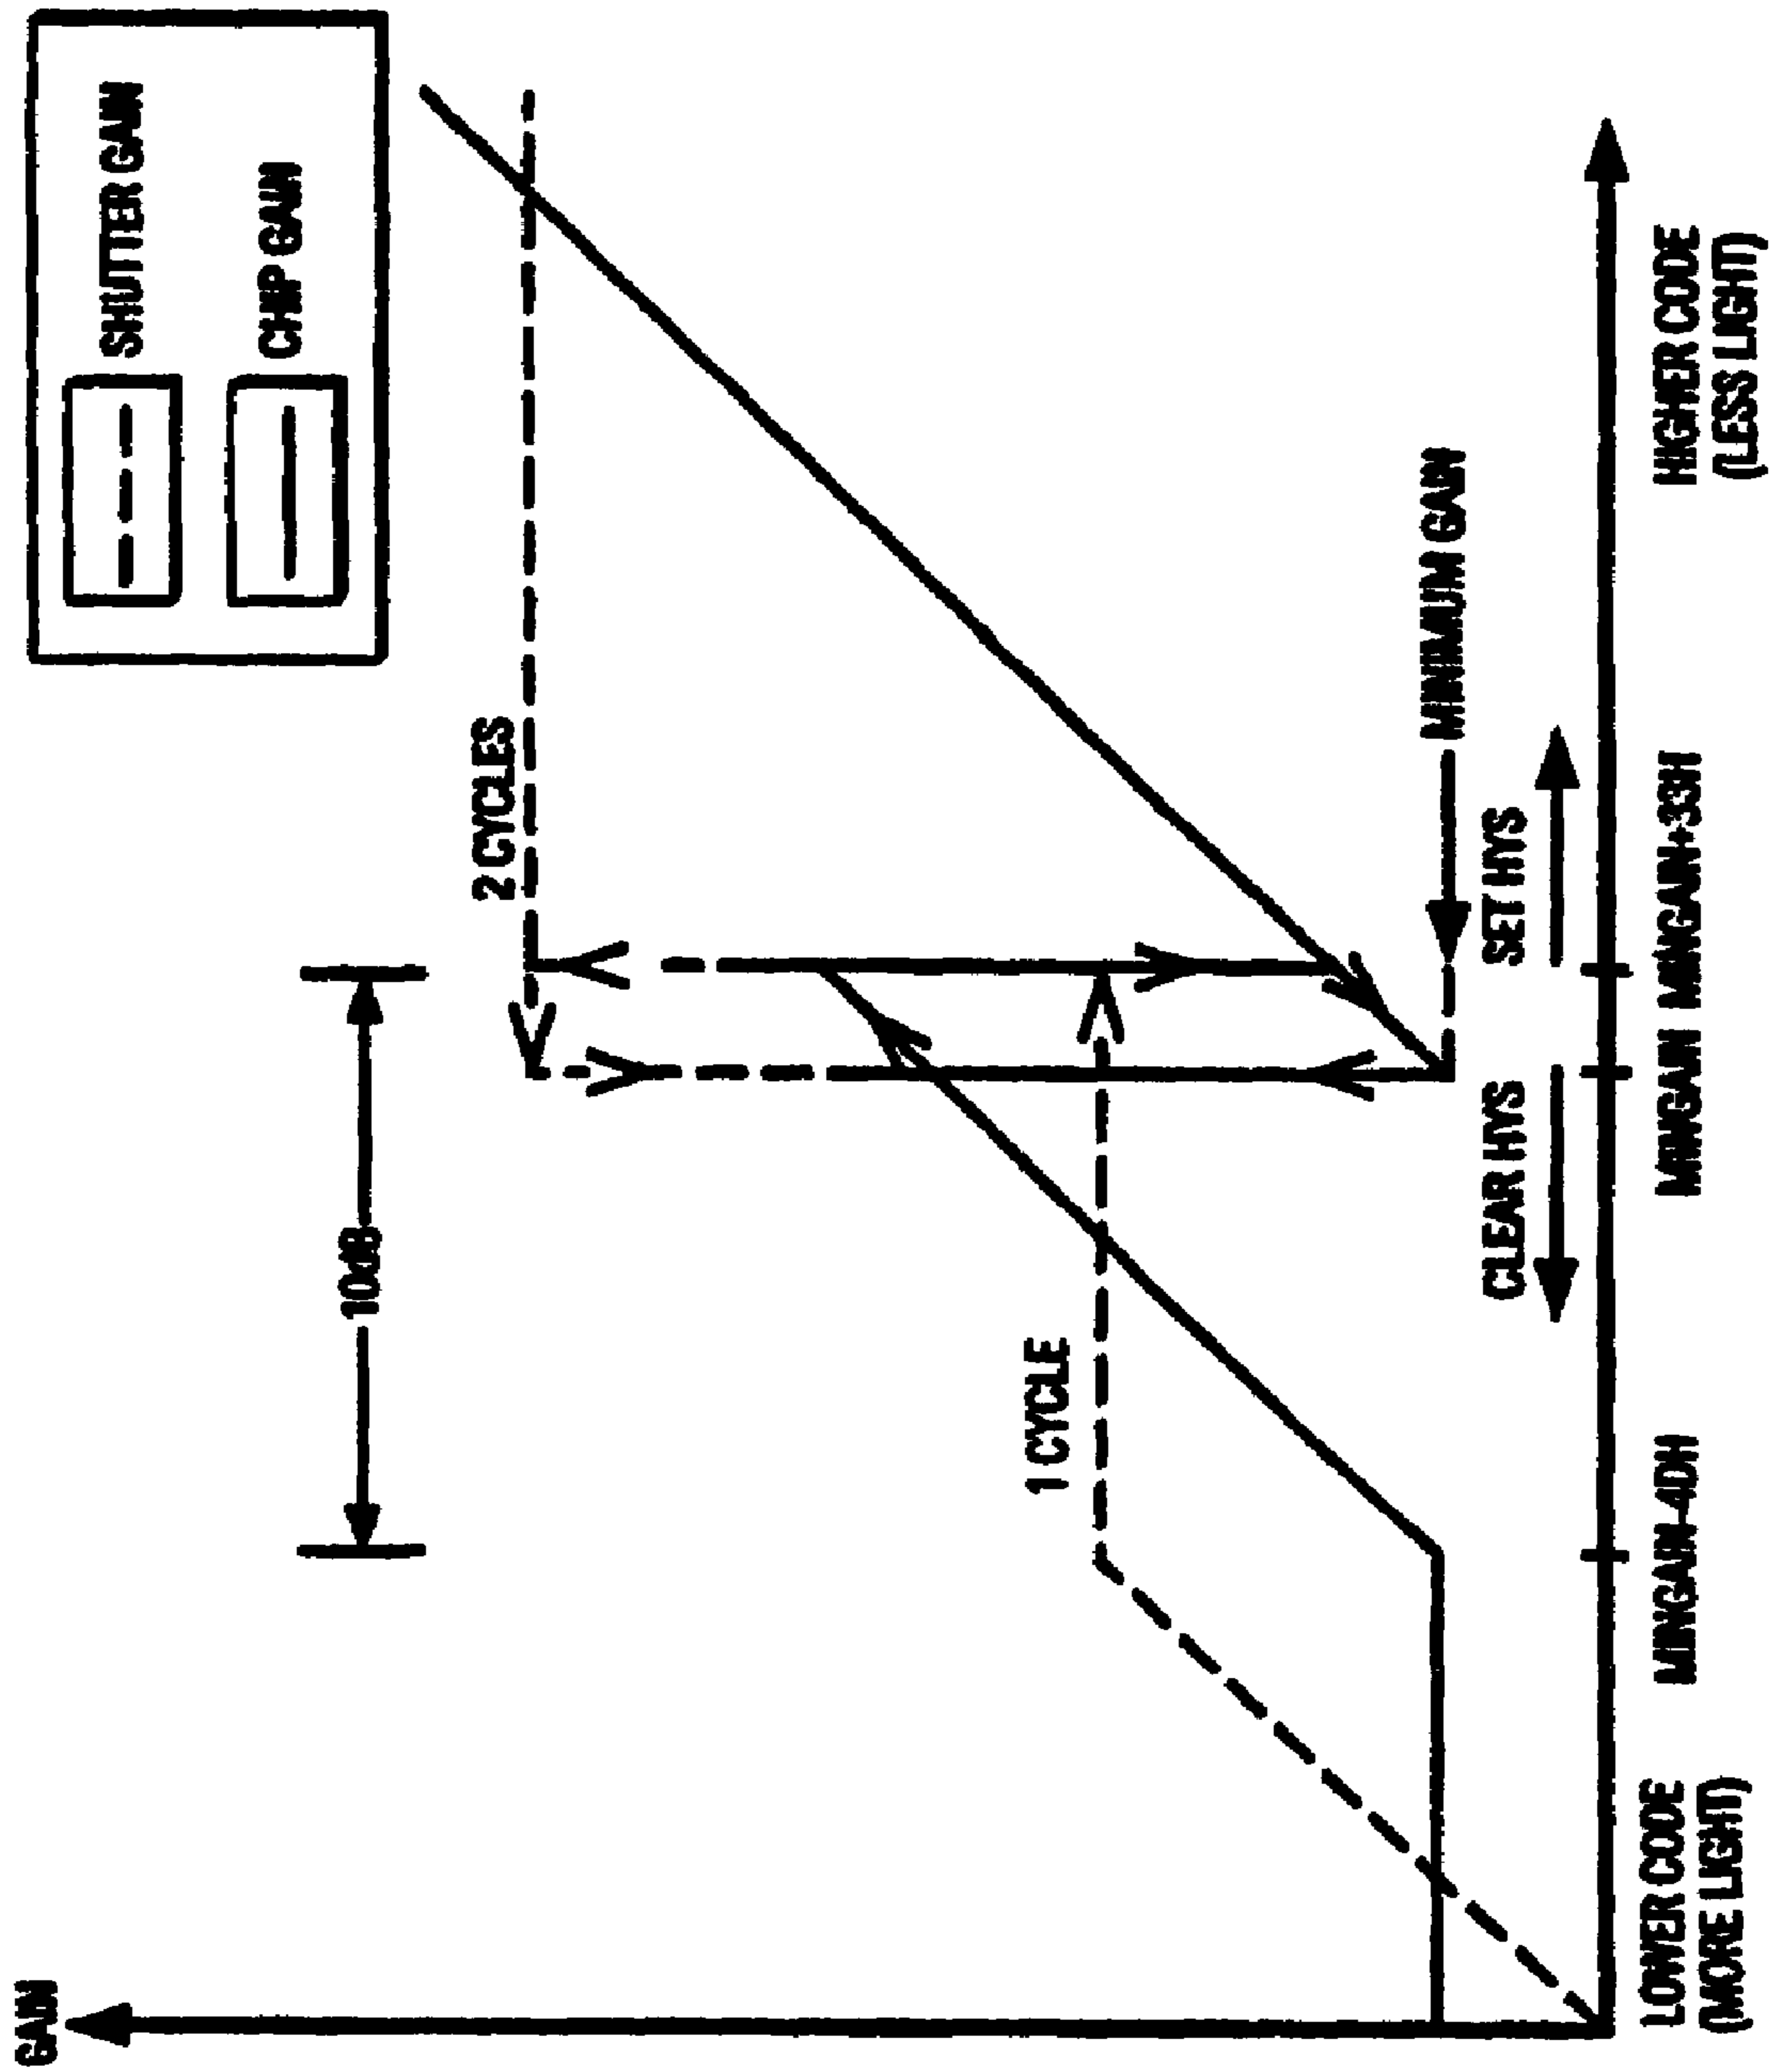 GAIN
SHUTTER GAIN
CHIP GAIN
10dB
2 CYCLES
1 CYCLE
MINIMUM GAIN
CLEAR HYS
SET HYS
LOWER CODE
(MORE LIGHT)
MINGAIN-4DH
MINGAIN
MINGAIN+33H
HIGHER CODE
(LESS LIGHT)